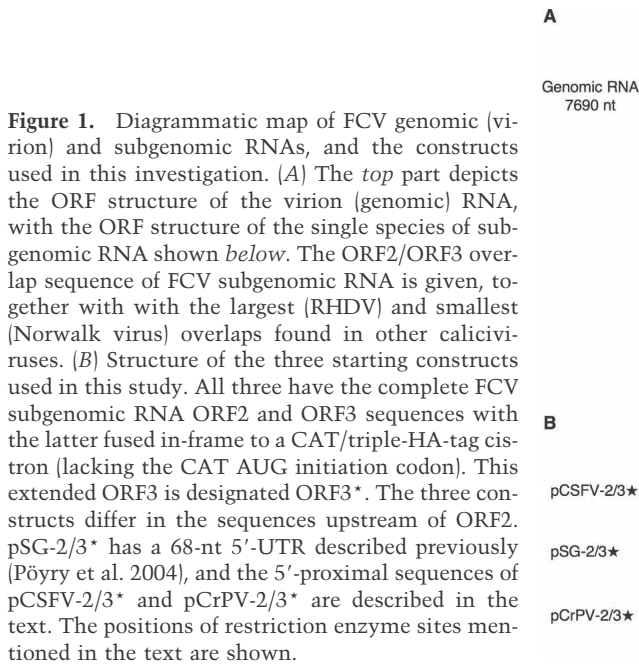 Figure 1. Diagrammatic map of FCV genomic (vi-
rion) and subgenomic RNAs, and the constructs
used in this investigation. (A) The top part depicts
the ORF structure of the virion (genomic) RNA,
with the ORF structure of the single species of sub-
genomic RNA shown below. The ORF2/ORF3 over-
lap sequence of FCV subgenomic RNA is given, to-
gether with with the largest (RHDV) and smallest
(Norwalk virus) overlaps found in other calicivi-
ruses. (B) Structure of the three starting constructs
used in this study. All three have the complete FCV
subgenomic RNA ORF2 and ORF3 sequences with
the latter fused in-frame to a CAT/triple-HA-tag cis-
tron (lacking the CAT AUG initiation codon). This
extended ORF3 is designated ORF3*. The three con-
structs differ in the sequences upstream of ORF2.
pSG-2/3* has a 68-nt 5′-UTR described previously
(Pöyry et al. 2004), and the 5′-proximal sequences of
pCSFV-2/3* and pCrPV-2/3* are described in the
text. The positions of restriction enzyme sites men-
tioned in the text are shown.
A
Genomic RNA
7690 nt
B
pCSFV-2/3★
pSG-2/3★
pCrPV-2/3★